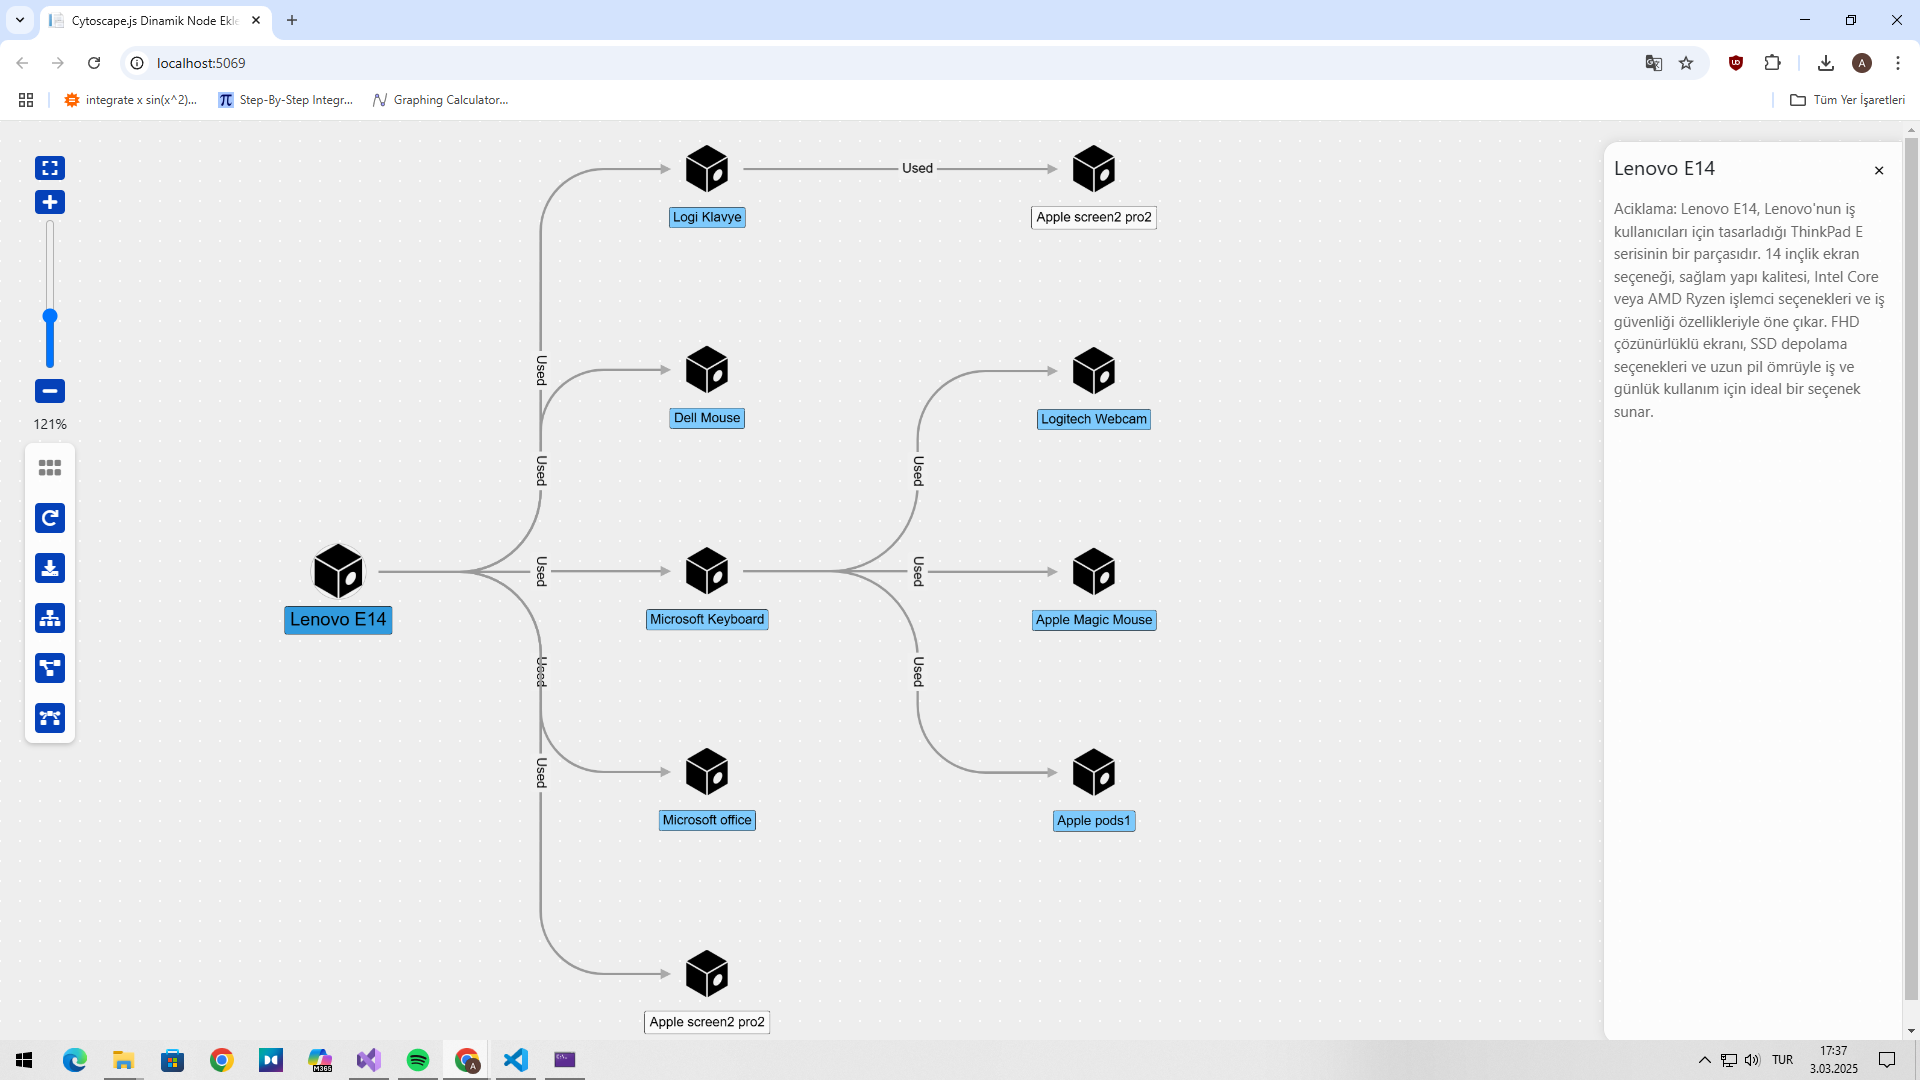 Cytoscape.js Dinamik Node Ekle
localhost:5069
integrate x sin(x^2)...
Step-By-Step Integr...
Graphing Calculator...
Tüm Yer İşaretleri
A
121%
Used
Logi Klavye
Apple screen2 pro2
Used
Dell Mouse
Logitech Webcam
Used
Used
Lenovo E14
Used
Microsoft Keyboard
Used
Apple Magic Mouse
Used
Used
Used
Microsoft office
Apple pods1
Apple screen2 pro2
Lenovo E14
Aciklama: Lenovo E14, Lenovo'nun iş
kullanıcıları için tasarladığı ThinkPad E
serisinin bir parçasıdır. 14 inçlik ekran
seçeneği, sağlam yapı kalitesi, Intel Core
veya AMD Ryzen işlemci seçenekleri ve iş
güvenliği özellikleriyle öne çıkar. FHD
çözünürlüklü ekranı, SSD depolama
seçenekleri ve uzun pil ömrüyle iş ve
günlük kullanım için ideal bir seçenek
sunar.
M365
A
TUR
17:37
3.03.2025